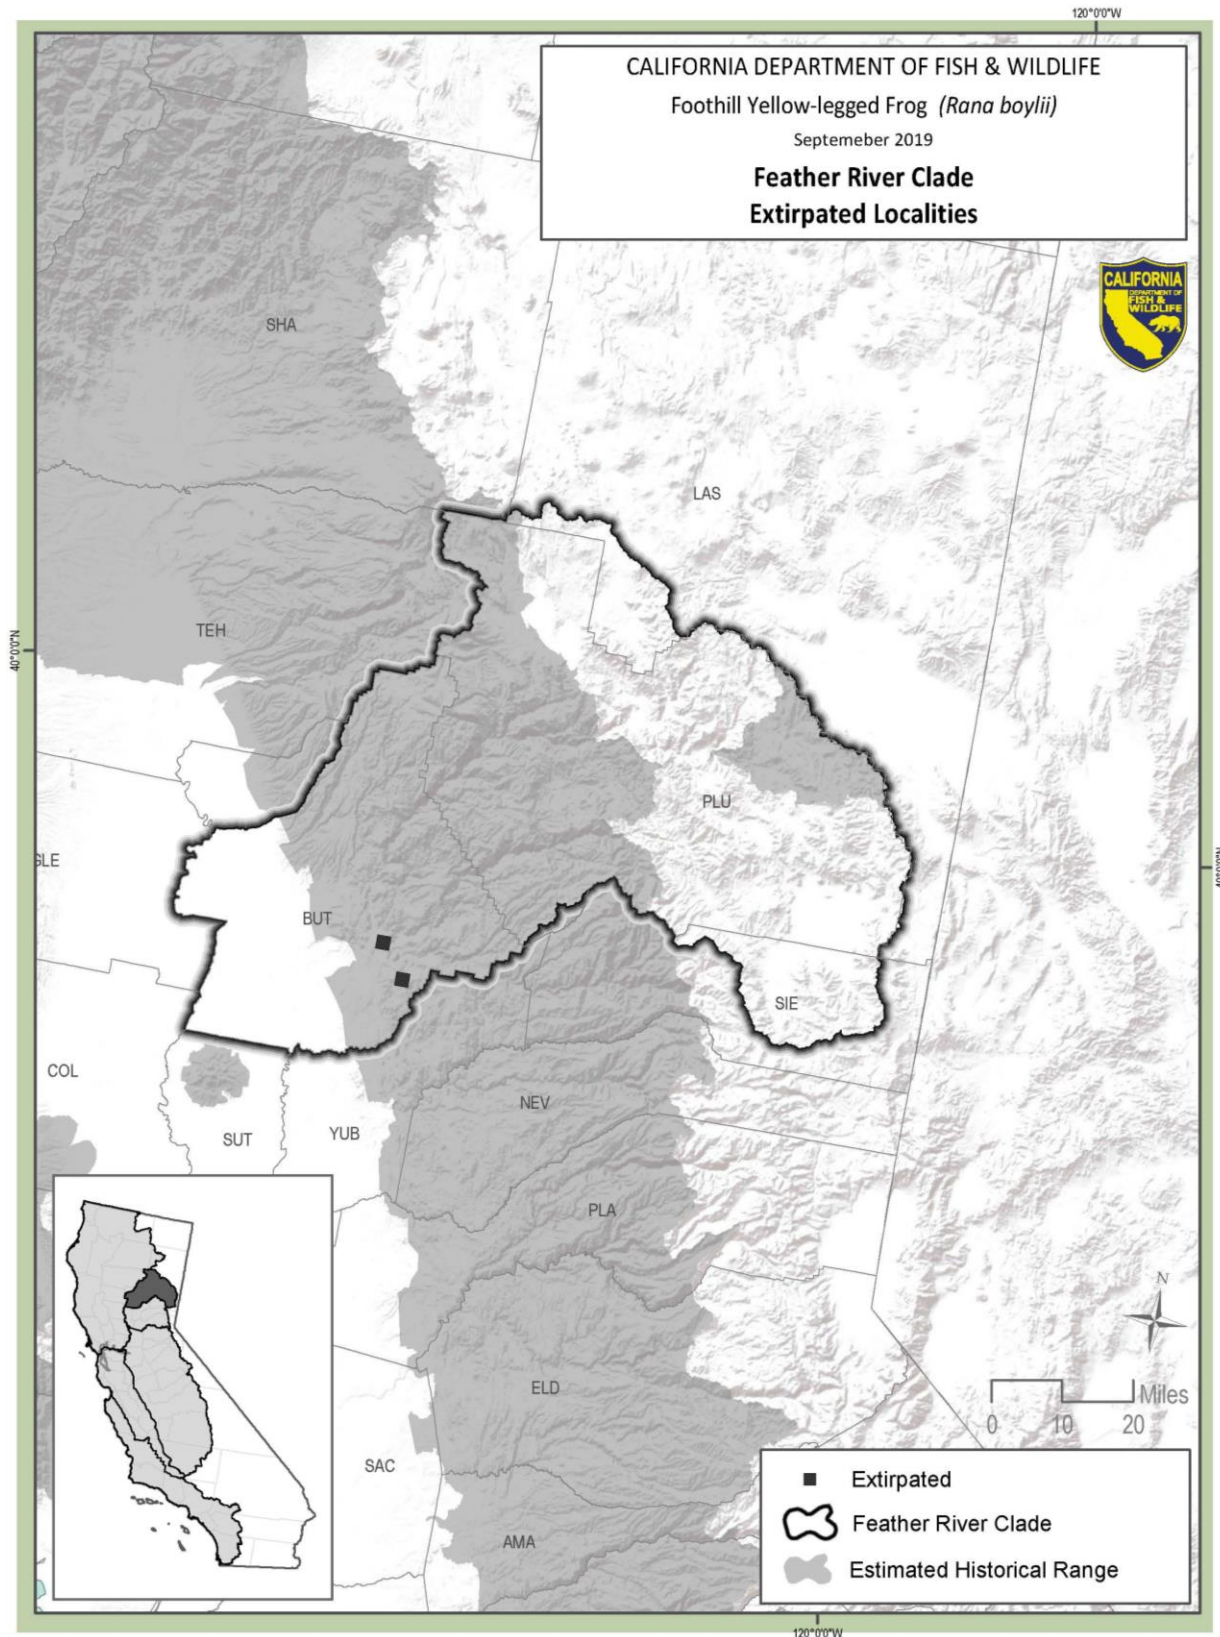 120°0'0"W
CALIFORNIA DEPARTMENT OF FISH & WILDLIFE
Foothill Yellow-legged Frog (Rana boylii)
Septemeber 2019
Feather River Clade
Extirpated Localities
CALIFORNIA
DEPARTMENT OF
FISH &
WILDLIFE
SHA
LAS
TEH
40°0'0"N
PLU
GLE
40°0'0"N
BUT
SIE
COL
NEV
SUT
YUB
PLA
N
ELD
Miles
0 10 20
SAC
Extirpated
Feather River Clade
AMA
Estimated Historical Range
120°0'0"W